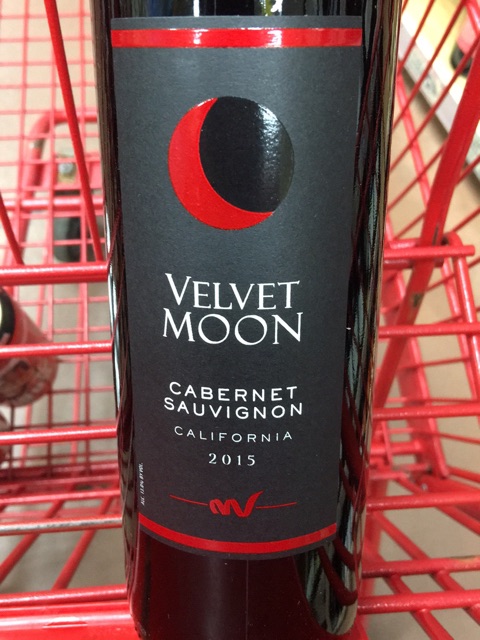 VELVET
MOON
CABERNET
SAUVIGNON
CALIFORNIA
2015